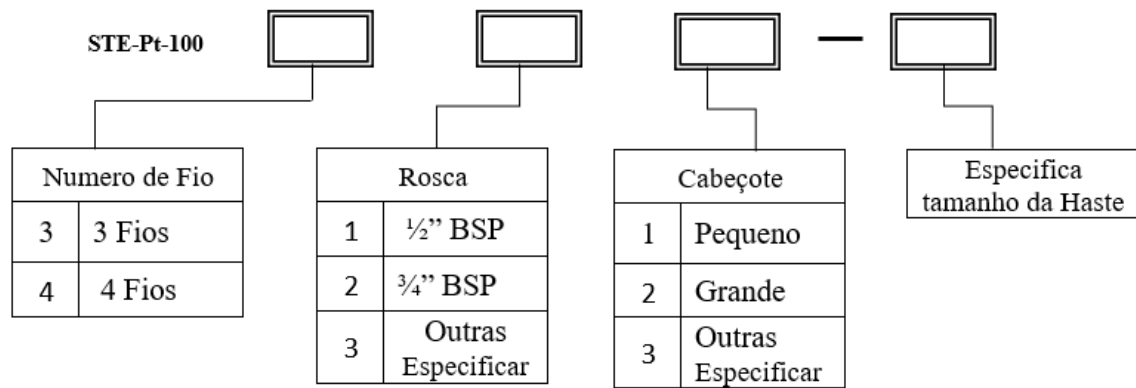 STE-Pt-100
Numero de Fio
3 3 Fios
4 4 Fios
Rosca
1 ½” BSP
2 ¾” BSP
3 Outras
Especificar
Cabeçote
1 Pequeno
2 Grande
3 Outras
Especificar
Especifica
tamanho da Haste